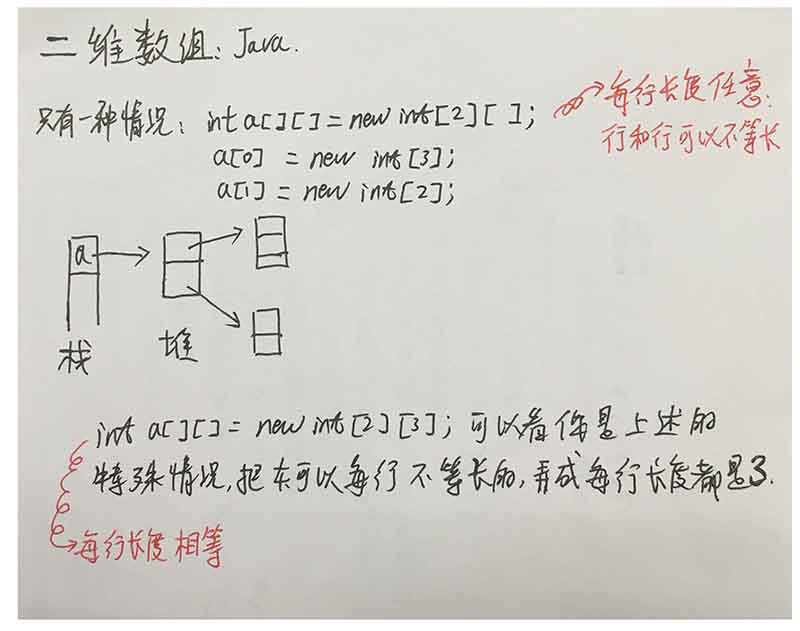 二维数组：Java.
只有一种情况：int a[][] = new int[2][ ];
每行长度任意.
行和行可以不等长
a[0] = new int[3];
a[1] = new int[2];
a
栈
堆
int a[][] = new int[2][3]; 可以看作是上述的
特殊情况, 把本可以每行不等长的, 弄成每行长度都是3.
每行长度相等